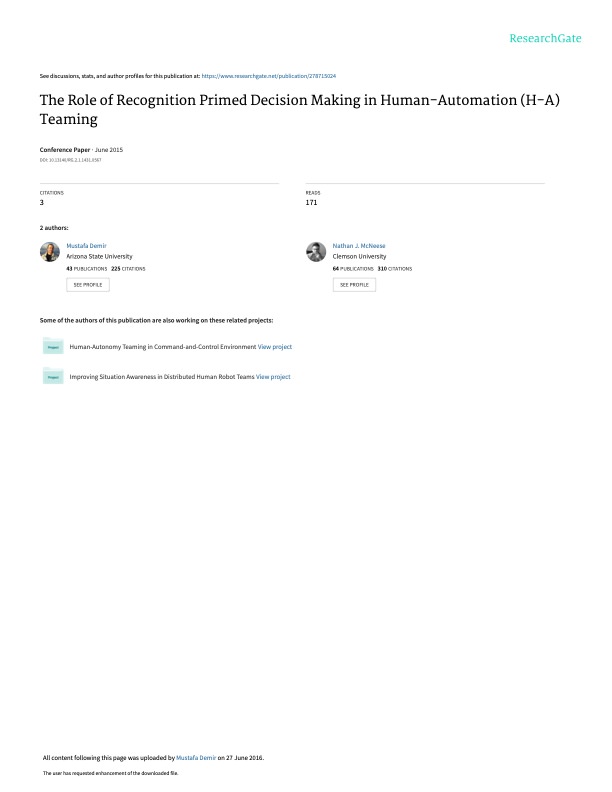 ResearchGate
See discussions, stats, and author profiles for this publication at: https://www.researchgate.net/publication/278715024
The Role of Recognition Primed Decision Making in Human–Automation (H–A)
Teaming
Conference Paper · June 2015
DOI: 10.13140/RG.2.1.1431.0567
CITATIONS
3
READS
171
2 authors:
Mustafa Demir
Arizona State University
43 PUBLICATIONS 225 CITATIONS
SEE PROFILE
Nathan J. McNeese
Clemson University
64 PUBLICATIONS 310 CITATIONS
SEE PROFILE
Some of the authors of this publication are also working on these related projects:
Project
Human-Autonomy Teaming in Command-and-Control Environment View project
Project
Improving Situation Awareness in Distributed Human Robot Teams View project
All content following this page was uploaded by Mustafa Demir on 27 June 2016.
The user has requested enhancement of the downloaded file.